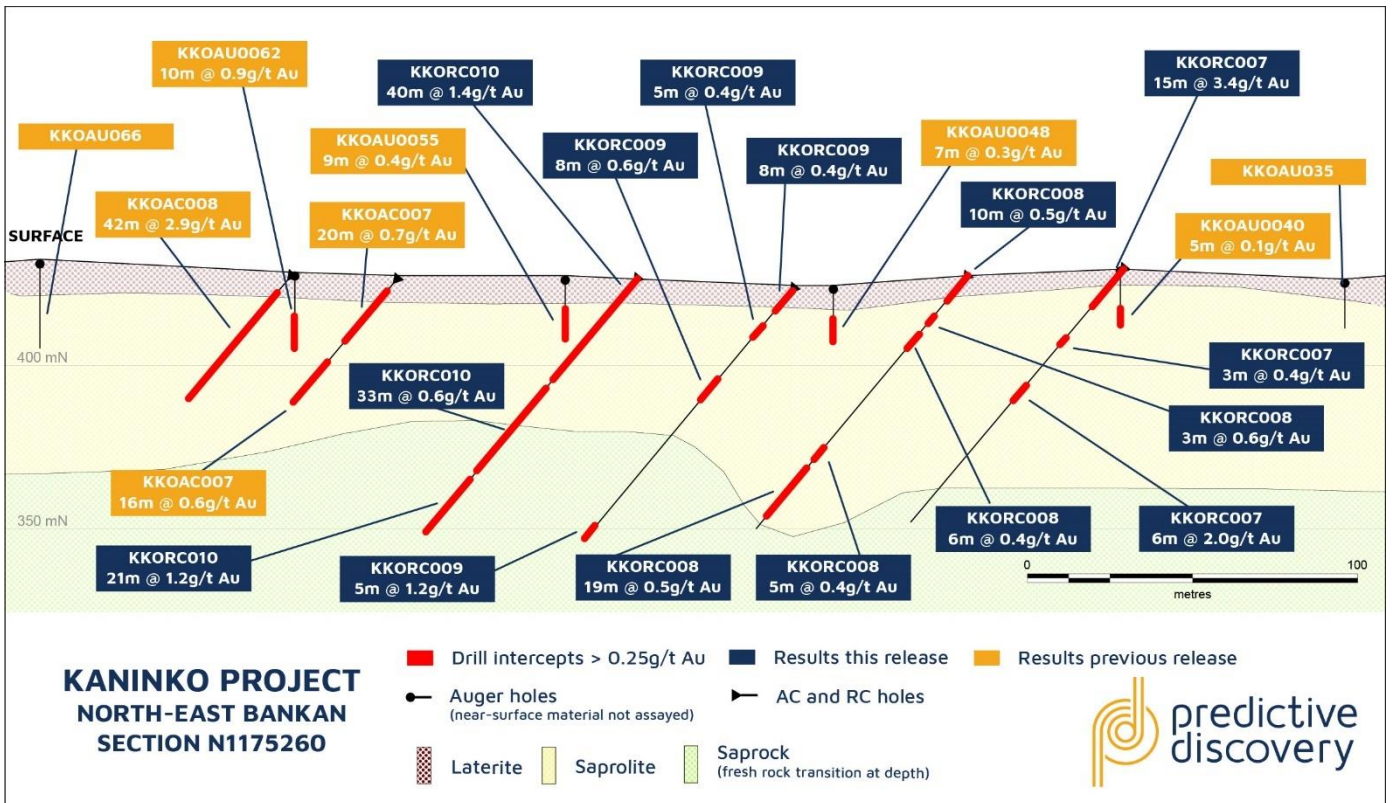 KKOAU0062
10m @ 0.9g/t Au
KKORC010
40m @ 1.4g/t Au
KKORC009
5m @ 0.4g/t Au
KKORC007
15m @ 3.4g/t Au
KKOAU066
KKOAU0055
9m @ 0.4g/t Au
KKORC009
8m @ 0.6g/t Au
KKORC009
8m @ 0.4g/t Au
KKOAU0048
7m @ 0.3g/t Au
KKOAU035
KKOAC008
42m @ 2.9g/t Au
KKOAC007
20m @ 0.7g/t Au
KKORC008
10m @ 0.5g/t Au
KKOAU0040
5m @ 0.1g/t Au
SURFACE
400 mN
KKORC010
33m @ 0.6g/t Au
KKORC007
3m @ 0.4g/t Au
KKORC008
3m @ 0.6g/t Au
KKOAC007
16m @ 0.6g/t Au
350 mN
KKORC008
6m @ 0.4g/t Au
KKORC007
6m @ 2.0g/t Au
KKORC010
21m @ 1.2g/t Au
KKORC009
5m @ 1.2g/t Au
KKORC008
19m @ 0.5g/t Au
KKORC008
5m @ 0.4g/t Au
0 100
metres
KANINKO PROJECT
NORTH-EAST BANKAN
SECTION N1175260
Drill intercepts > 0.25g/t Au
Results this release
Results previous release
Auger holes
(near-surface material not assayed)
AC and RC holes
Laterite
Saprolite
Saprock
(fresh rock transition at depth)
predictive
discovery